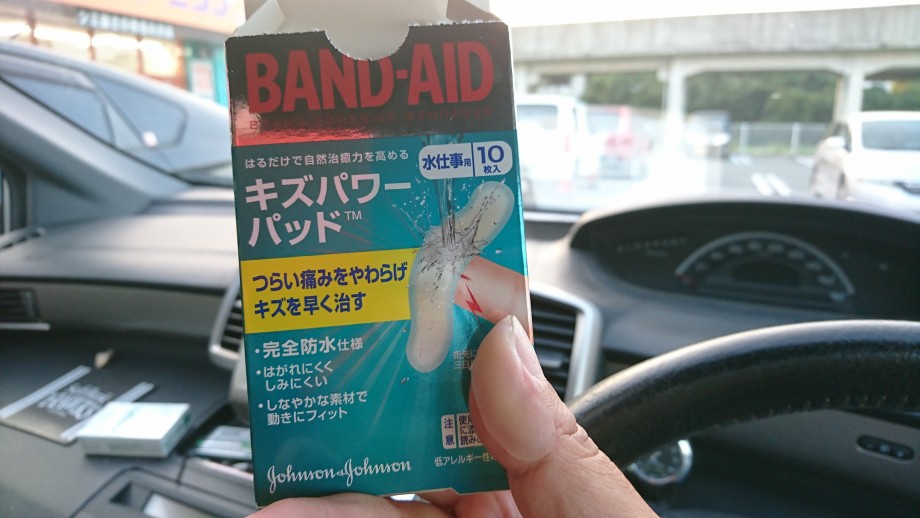 BAND-AID
はるだけで自然治癒力を高める
水仕事用
10
枚入
キズパワー
パッド™
つらい痛みをやわらげ
キズを早く治す
・完全防水仕様
・はがれにくく
しみにくい
・しなやかな素材で
動きにフィット
注意
Johnson & Johnson
低アレルギー性